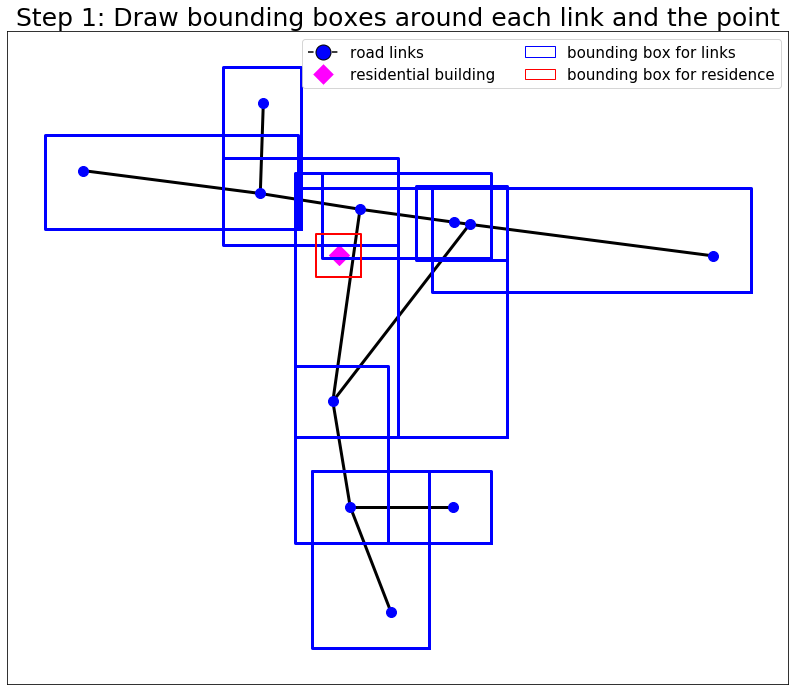 Step 1: Draw bounding boxes around each link and the point
road links
residential building
bounding box for links
bounding box for residence